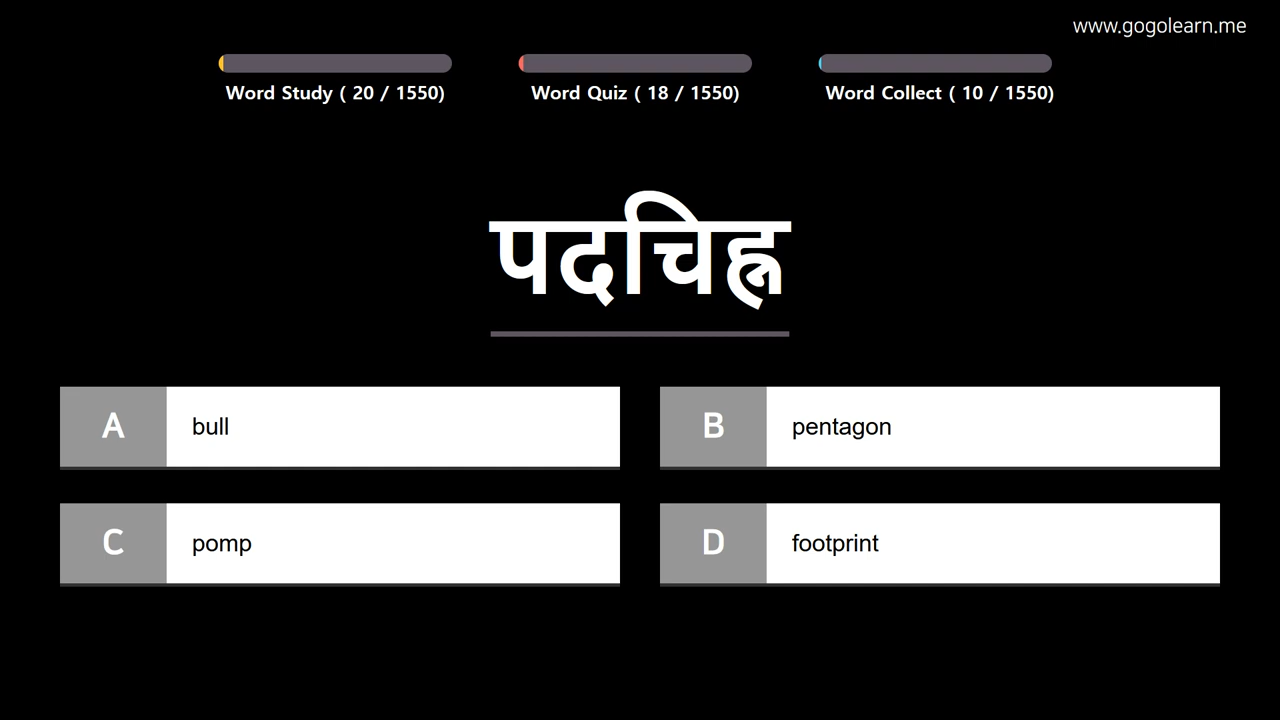 www.gogolearn.me
Word Study ( 20 / 1550)
Word Quiz ( 18 / 1550)
Word Collect ( 10 / 1550)
पदचिह्न
A bull
B pentagon
C pomp
D footprint